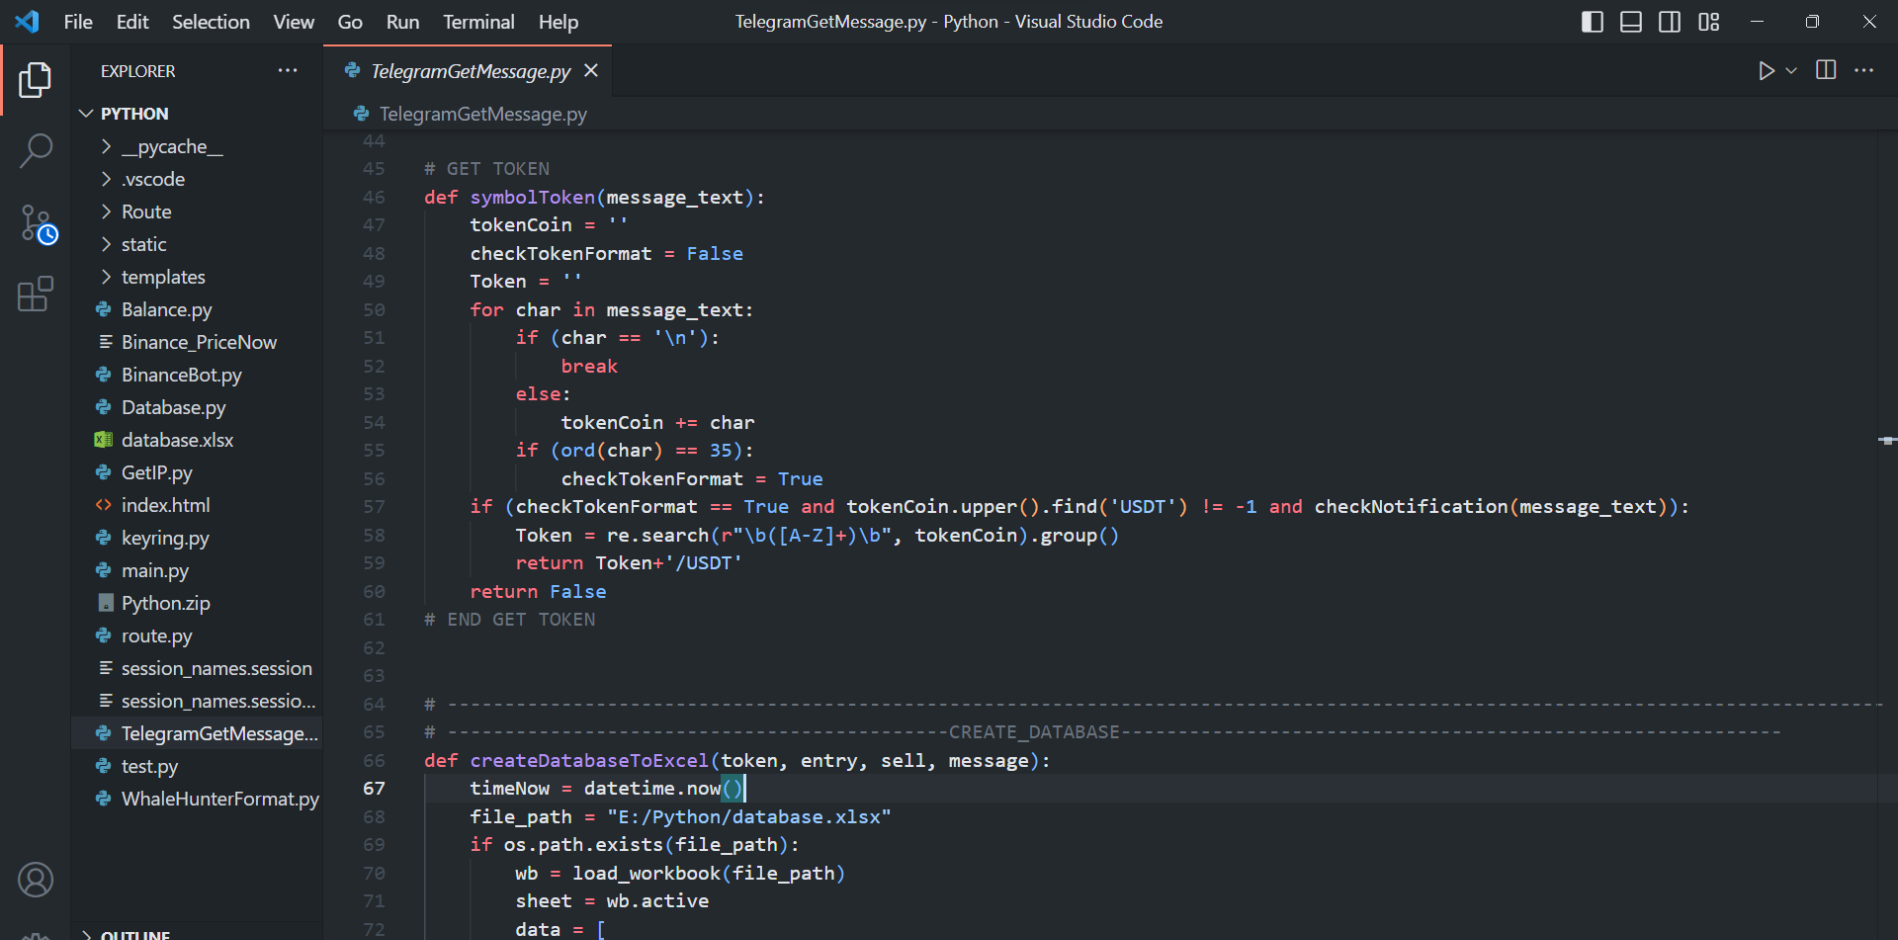 File Edit Selection View Go Run Terminal Help TelegramGetMessage.py - Python - Visual Studio Code
EXPLORER
PYTHON
__pycache__
.vscode
Route
static
templates
Balance.py
Binance_PriceNow
BinanceBot.py
Database.py
database.xlsx
GetIP.py
index.html
keyring.py
main.py
Python.zip
route.py
session_names.session
session_names.sessio...
TelegramGetMessage...
test.py
WhaleHunterFormat.py
OUTLINE
TelegramGetMessage.py
TelegramGetMessage.py
44
45 # GET TOKEN
46 def symbolToken(message_text):
47 tokenCoin = ''
48 checkTokenFormat = False
49 Token = ''
50 for char in message_text:
51 if (char == '\n'):
52 break
53 else:
54 tokenCoin += char
55 if (ord(char) == 35):
56 checkTokenFormat = True
57 if (checkTokenFormat == True and tokenCoin.upper().find('USDT') != -1 and checkNotification(message_text)):
58 Token = re.search(r"\b([A-Z]+)\b", tokenCoin).group()
59 return Token+'/USDT'
60 return False
61 # END GET TOKEN
62
63
64 # ------------------------------------------------------------------------------------------------------------------------------
65 # --------------------------------------------CREATE_DATABASE----------------------------------------------------------
66 def createDatabaseToExcel(token, entry, sell, message):
67 timeNow = datetime.now()
68 file_path = "E:/Python/database.xlsx"
69 if os.path.exists(file_path):
70 wb = load_workbook(file_path)
71 sheet = wb.active
72 data = [